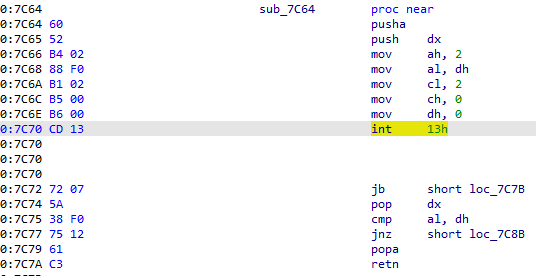 0:7C64 sub_7C64 proc near
0:7C64 60 pusha
0:7C65 52 push dx
0:7C66 B4 02 mov ah, 2
0:7C68 88 F0 mov al, dh
0:7C6A B1 02 mov cl, 2
0:7C6C B5 00 mov ch, 0
0:7C6E B6 00 mov dh, 0
0:7C70 CD 13 int 13h
0:7C70
0:7C70
0:7C70
0:7C72 72 07 jb short loc_7C7B
0:7C74 5A pop dx
0:7C75 38 F0 cmp al, dh
0:7C77 75 12 jnz short loc_7C8B
0:7C79 61 popa
0:7C7A C3 retn